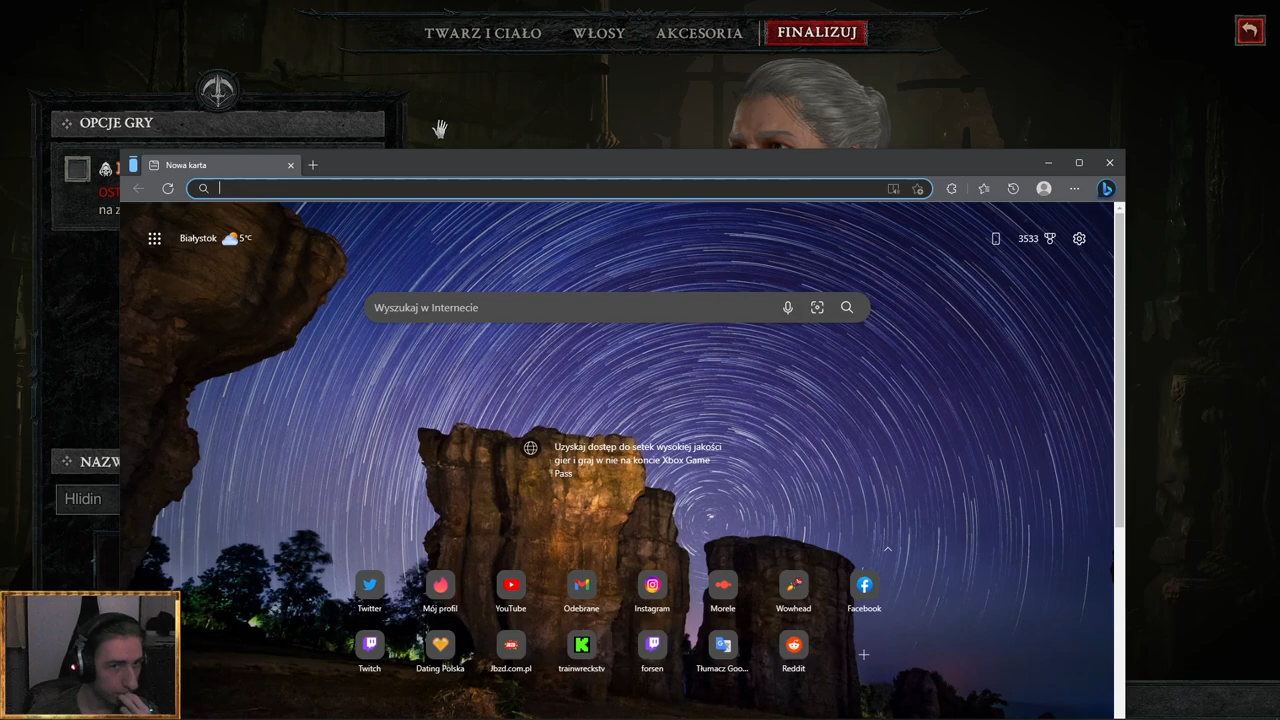 TWARZ I CIAŁO
WŁOSY
AKCESORIA
FINALIZUJ
OPCJE GRY
na z
NAZW
Hlidin
Nowa karta
Białystok
5°C
3533
Wyszukaj w Internecie
Uzyskaj dostęp do setek wysokiej jakości
gier i graj w nie na koncie Xbox Game
Pass
Twitter
Mój profil
YouTube
Odebrane
Instagram
Morele
Wowhead
Facebook
Twitch
Dating Polska
Jbzd.com.pl
trainwreckstv
forsen
Tłumacz Goo...
Reddit